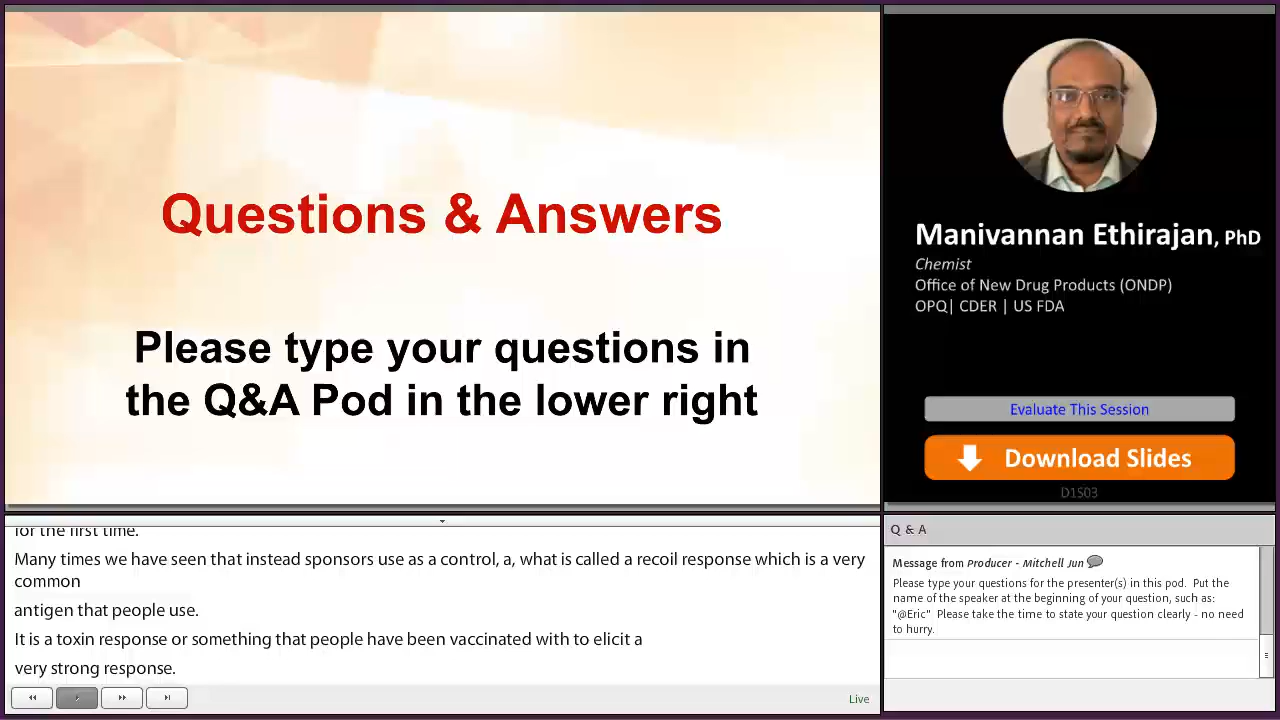 Questions & Answers
Please type your questions in
the Q&A Pod in the lower right
Manivannan Ethirajan, PhD
Chemist
Office of New Drug Products (ONDP)
OPQ| CDER | US FDA
Evaluate This Session
Download Slides
D1S03
for the first time.
Many times we have seen that instead sponsors use as a control, a, what is called a recoil response which is a very
common
antigen that people use.
It is a toxin response or something that people have been vaccinated with to elicit a
very strong response.
Live
Q & A
Message from Producer - Mitchell Jun
Please type your questions for the presenter(s) in this pod. Put the
name of the speaker at the beginning of your question, such as:
"@Eric" Please take the time to state your question clearly - no need
to hurry.